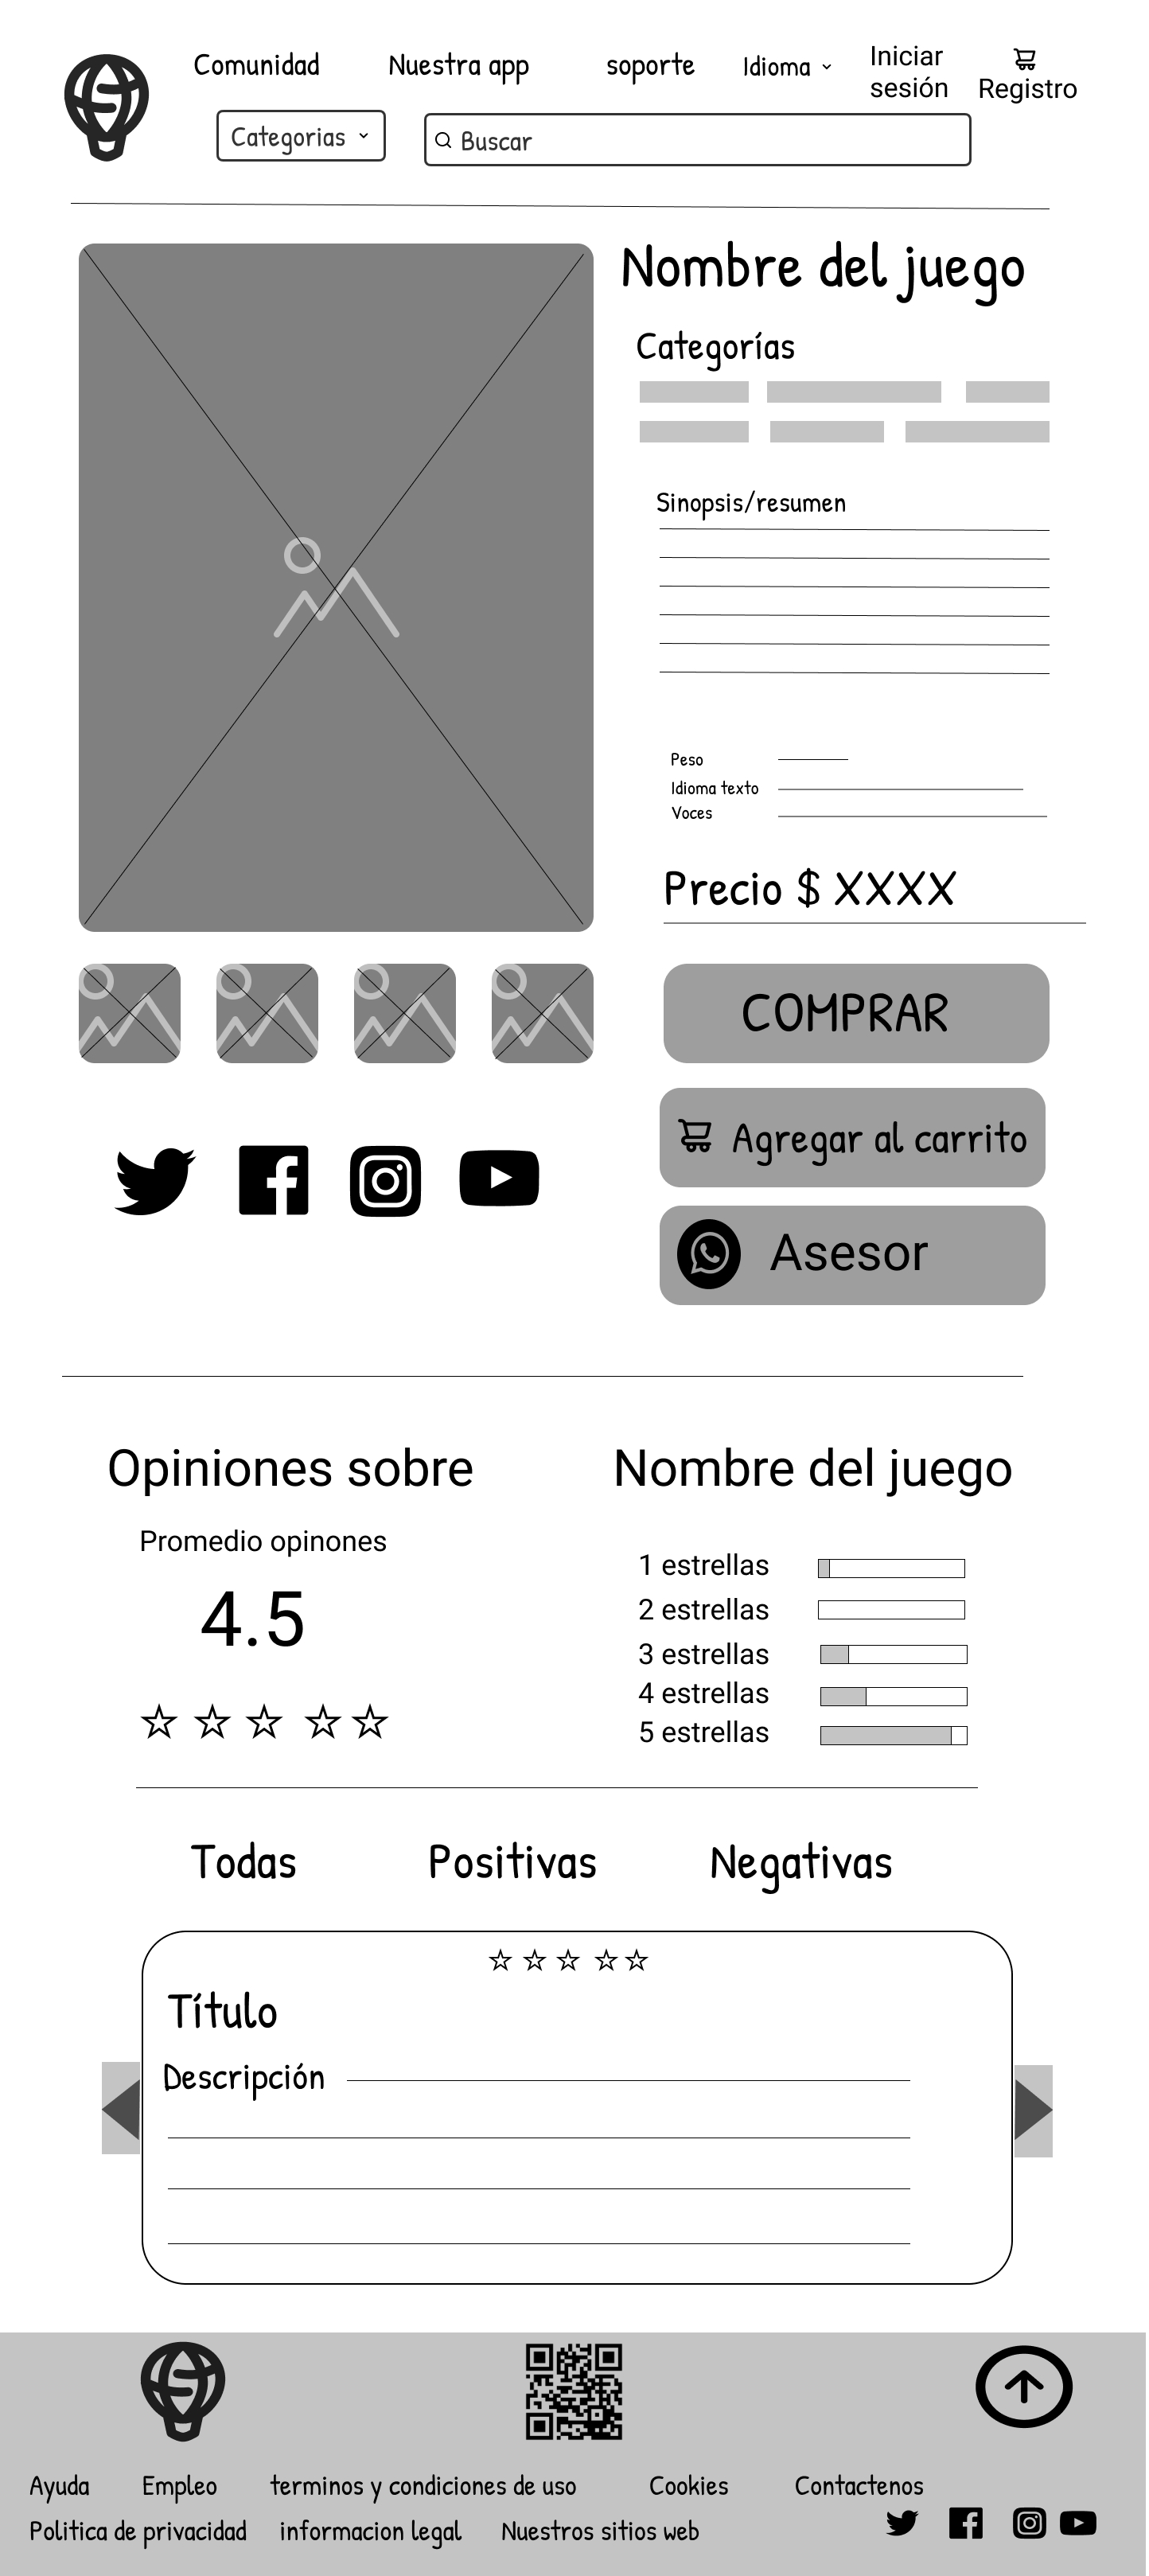 Comunidad
Nuestra app
soporte
Idioma
Iniciar
sesión
Registro
Categorias
Buscar
Nombre del juego
Categorías
Sinopsis/resumen
Peso
Idioma texto
Voces
Precio $ XXXX
COMPRAR
Agregar al carrito
Asesor
Opiniones sobre
Nombre del juego
Promedio opinones
4.5
1 estrellas
2 estrellas
3 estrellas
4 estrellas
5 estrellas
Todas
Positivas
Negativas
Título
Descripción
Ayuda
Empleo
terminos y condiciones de uso
Cookies
Contactenos
Politica de privacidad
informacion legal
Nuestros sitios web